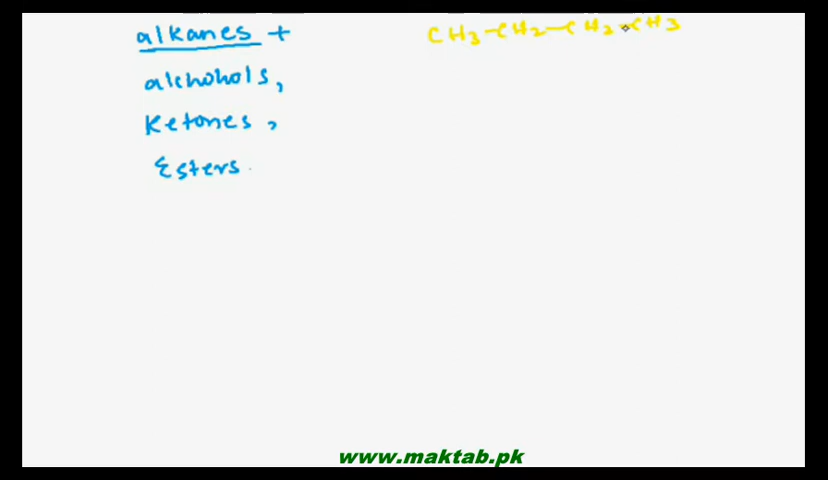 alkanes + CH3-CH2-CH2-CH3
alchohols,
Ketones,
Esters.
www.maktab.pk